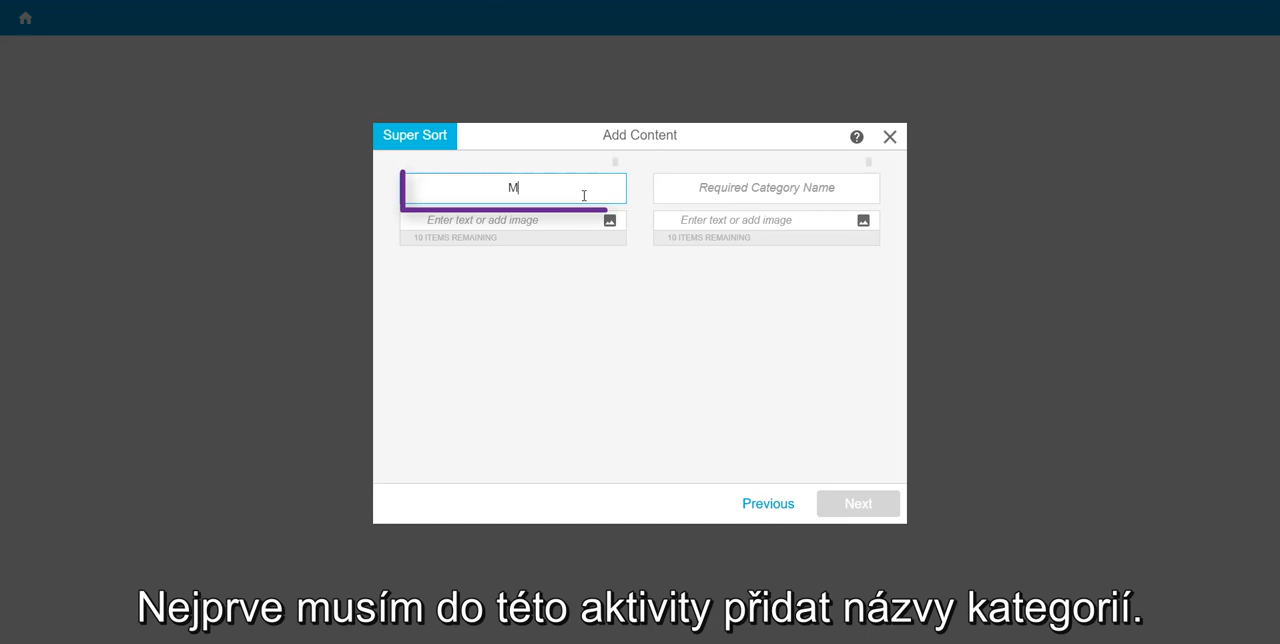 Super Sort
Add Content
M
Required Category Name
Enter text or add image
Enter text or add image
10 ITEMS REMAINING
10 ITEMS REMAINING
Previous
Next
Nejprve musím do této aktivity přidat názvy kategorií.